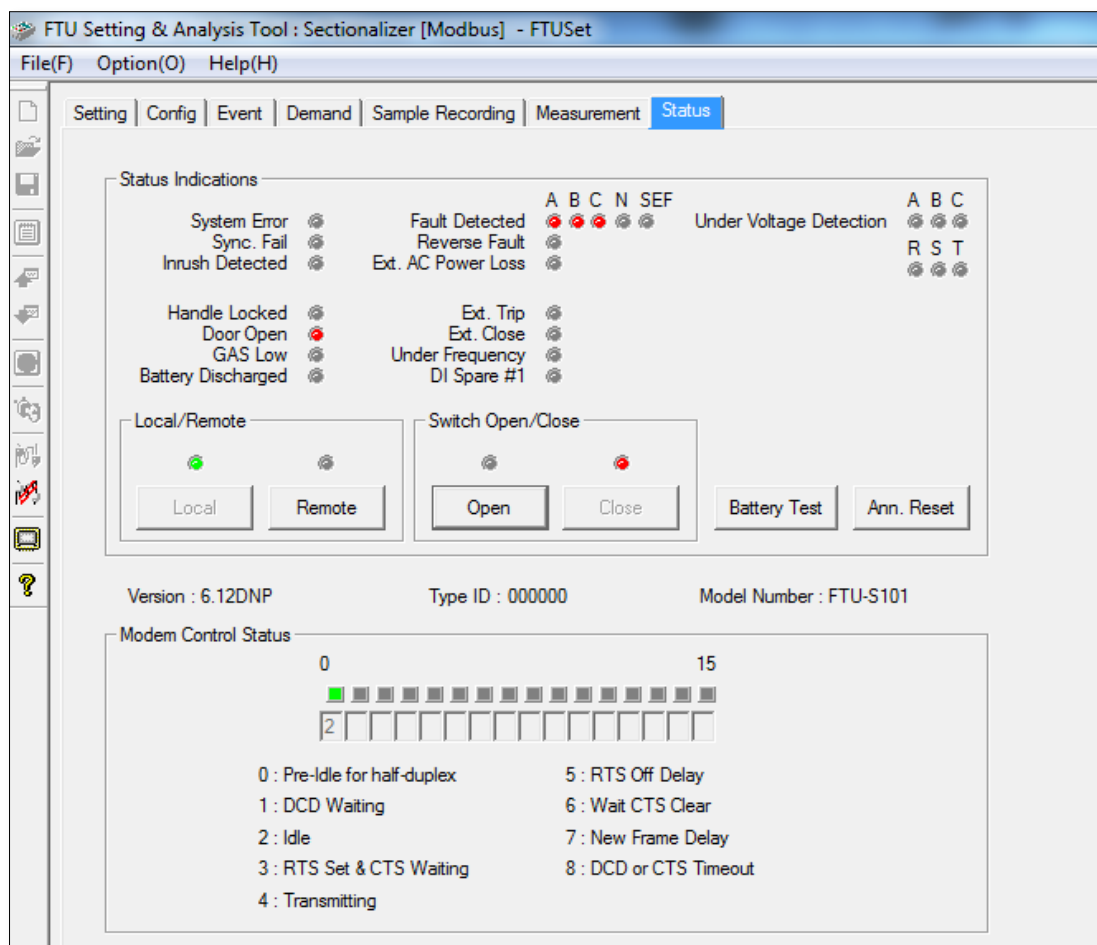 FTU Setting & Analysis Tool : Sectionalizer [Modbus] - FTUSet
File(F) Option(O) Help(H)
Setting Config Event Demand Sample Recording Measurement Status
Status Indications
A B C N SEF A B C
System Error Fault Detected Under Voltage Detection
Sync. Fail Reverse Fault R S T
Inrush Detected Ext. AC Power Loss
Handle Locked Ext. Trip
Door Open Ext. Close
GAS Low Under Frequency
Battery Discharged DI Spare #1
Local/Remote Switch Open/Close
Local Remote Open Close Battery Test Ann. Reset
Version : 6.12DNP Type ID : 000000 Model Number : FTU-S101
Modem Control Status
0 15
2
0 : Pre-Idle for half-duplex 5 : RTS Off Delay
1 : DCD Waiting 6 : Wait CTS Clear
2 : Idle 7 : New Frame Delay
3 : RTS Set & CTS Waiting 8 : DCD or CTS Timeout
4 : Transmitting